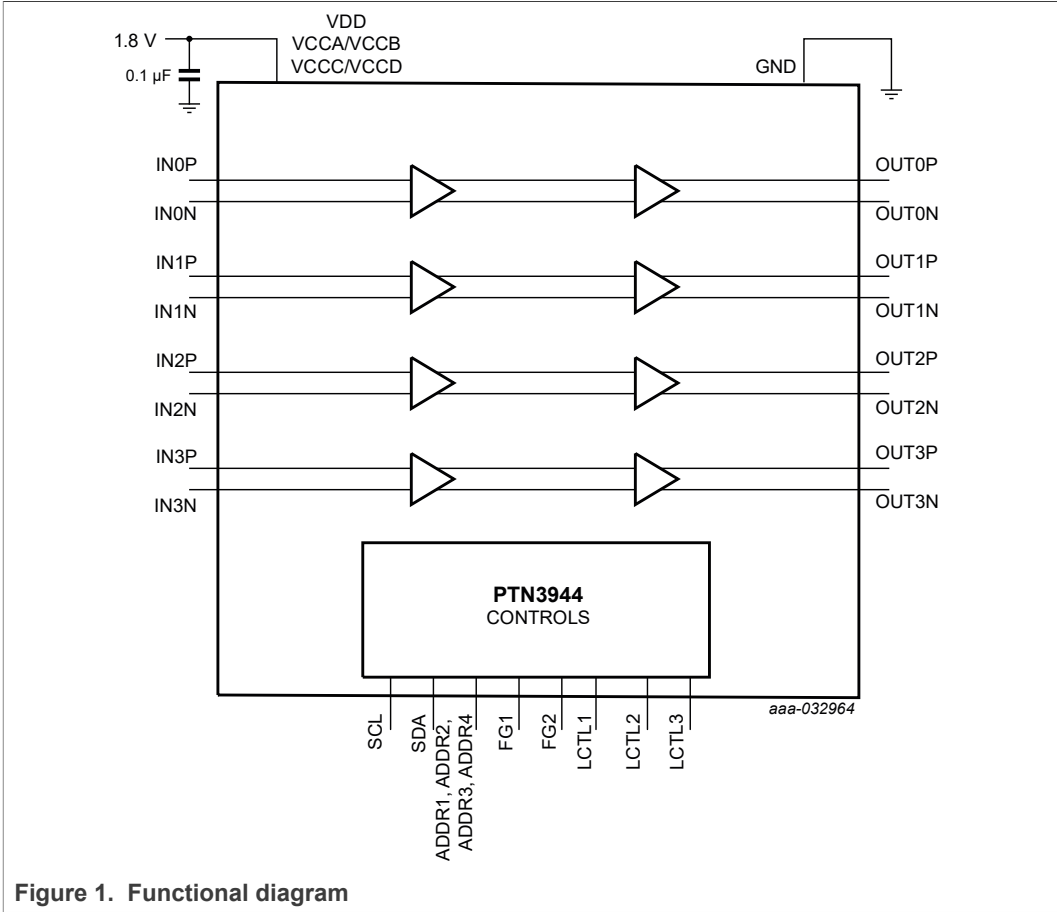 VDD
1.8 V
VCCA/VCCB
VCCC/VCCD
GND
0.1 µF
IN0P
OUT0P
IN0N
OUT0N
IN1P
OUT1P
IN1N
OUT1N
IN2P
OUT2P
IN2N
OUT2N
IN3P
OUT3P
IN3N
OUT3N
PTN3944
CONTROLS
aaa-032964
SCL
SDA
ADDR1, ADDR2,
ADDR3, ADDR4
FG1
FG2
LCTL1
LCTL2
LCTL3
Figure 1. Functional diagram